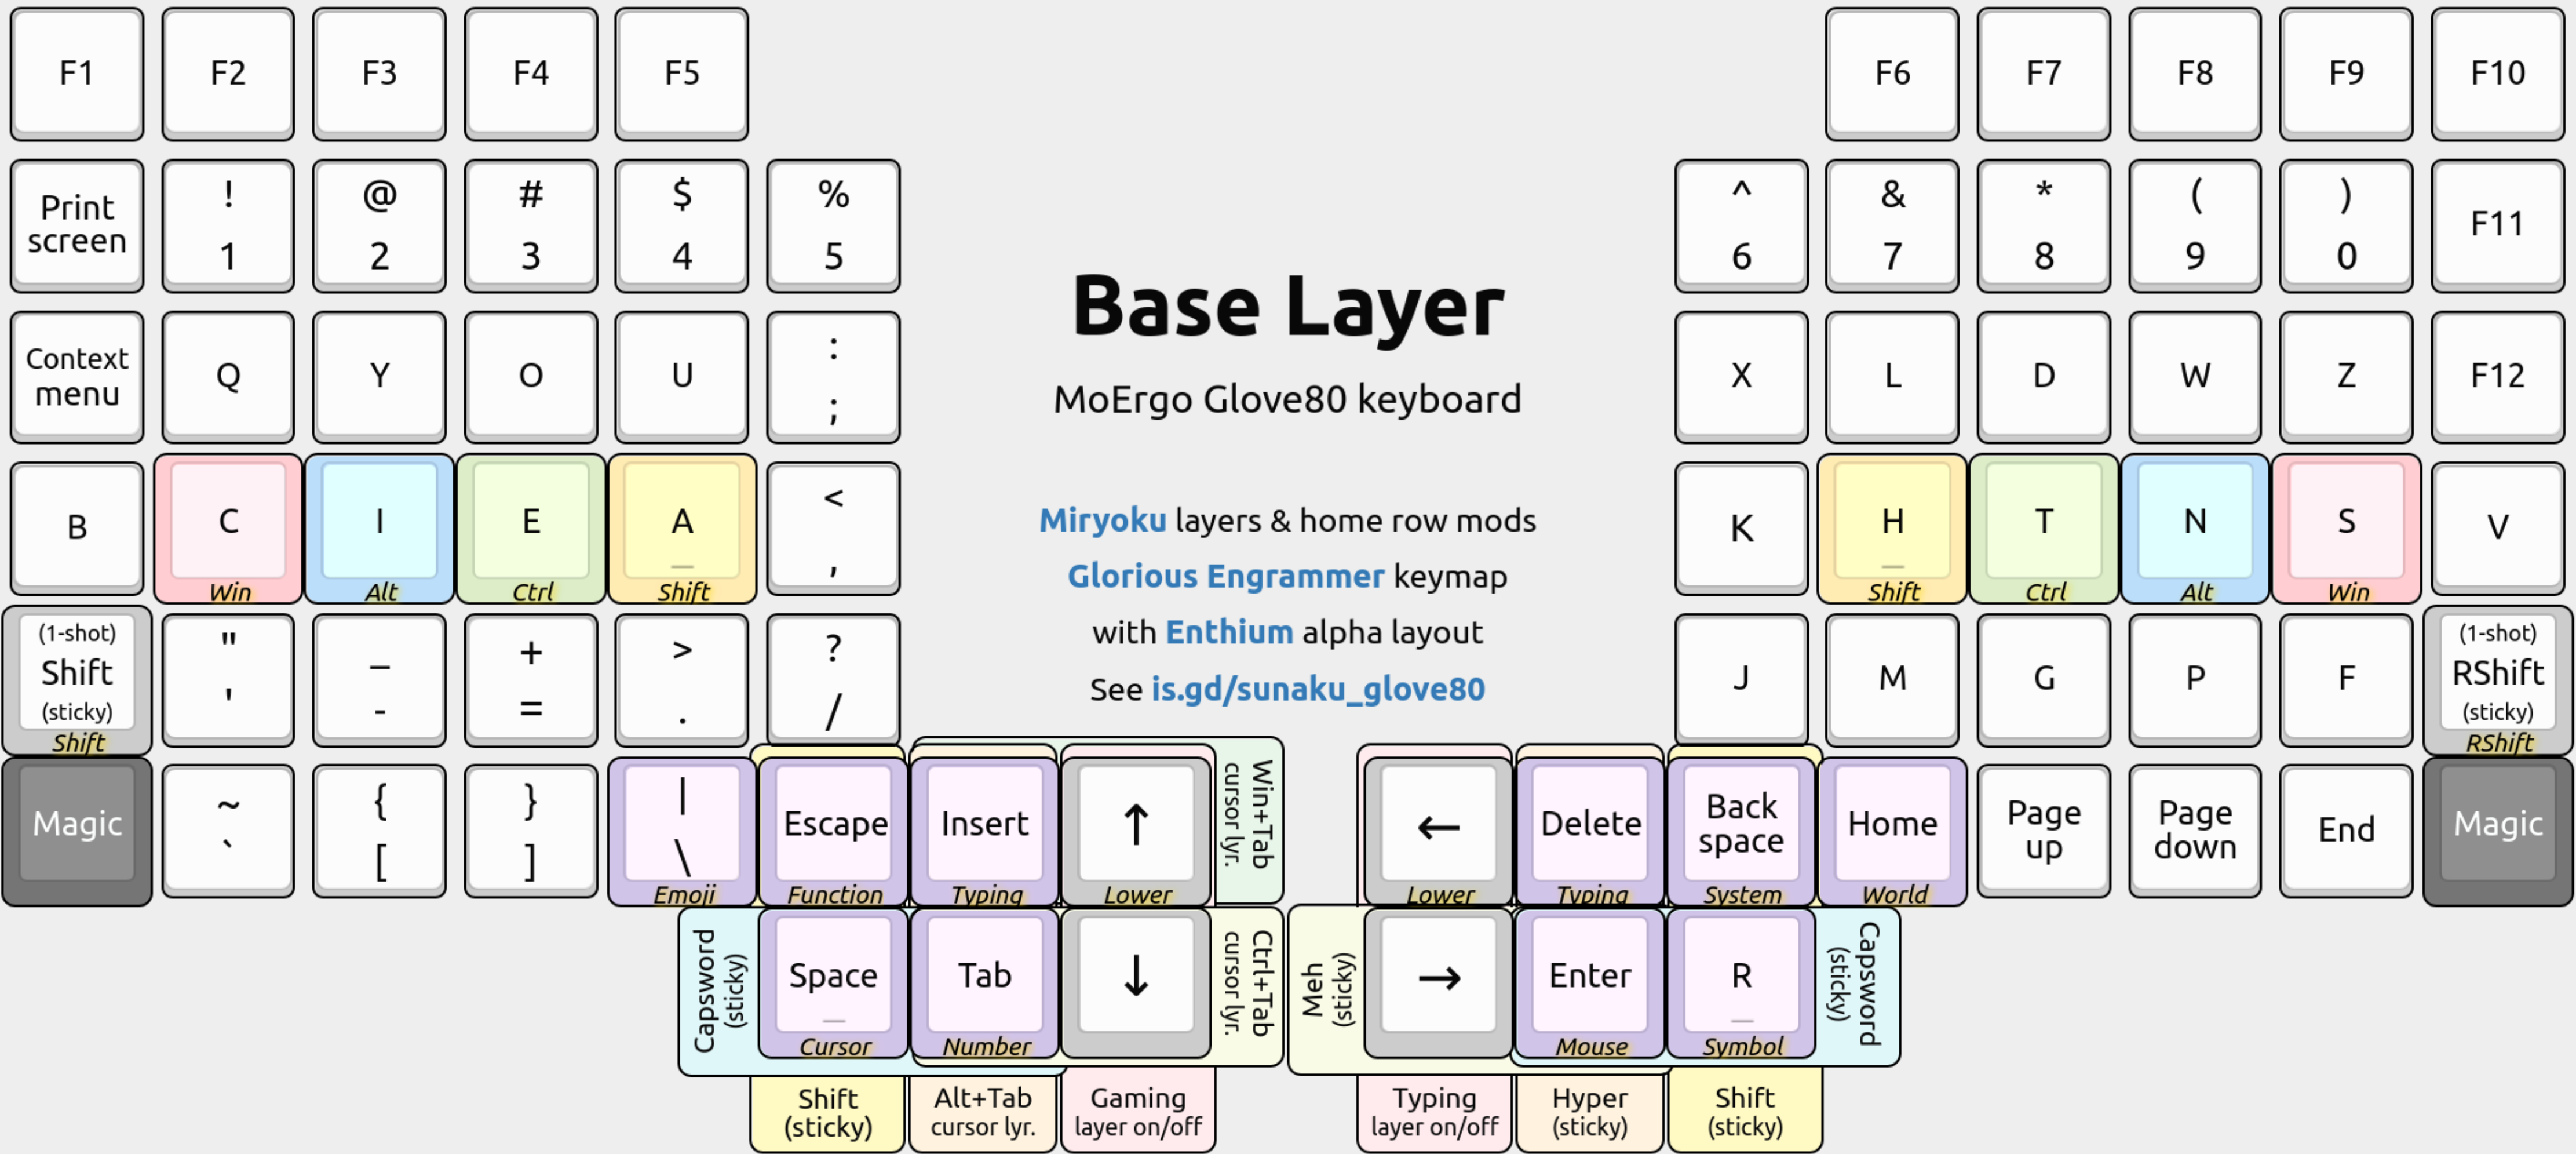 F1 F2 F3 F4 F5 F6 F7 F8 F9 F10
! @ # $ % ^ & * ( )
Print
screen
1 2 3 4 5 6 7 8 9 0 F11
Base Layer
Context
menu
Q Y O U :
;
X L D W Z F12
MoErgo Glove80 keyboard
B C I E A _ <
,
K H _ T N S V
Win Alt Ctrl Shift Shift Ctrl Alt Win
Miryoku layers & home row mods
Glorious Engrammer keymap
with Enthium alpha layout
See is.gd/sunaku_glove80
(1-shot)
Shift
(sticky)
Shift
" _ + > ?
' - = . /
J M G P F
(1-shot)
RShift
(sticky)
RShift
Magic
~ { } |
` [ ] \
Emoji
Escape
Function
Insert
Typing
↑
Lower
Win+Tab
cursor lyr.
←
Lower
Delete
Typing
Back
space
System
Home
World
Page
up
Page
down
End
Magic
Capsword
(sticky)
Space
_
Cursor
Tab
Number
↓
Ctrl+Tab
cursor lyr.
Meh
(sticky)
→
Enter
Mouse
R
_
Symbol
Capsword
(sticky)
Shift
(sticky)
Alt+Tab
cursor lyr.
Gaming
layer on/off
Typing
layer on/off
Hyper
(sticky)
Shift
(sticky)